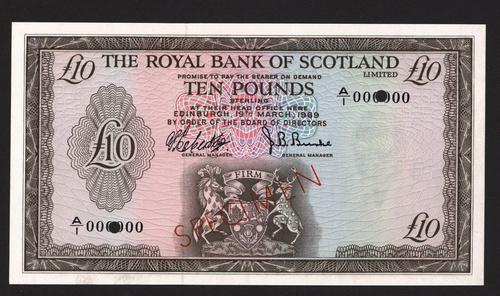 £10 THE ROYAL BANK OF SCOTLAND £10
LIMITED
PROMISE TO PAY THE BEARER ON DEMAND
TEN POUNDS
A/1 000000
STERLING
AT THEIR HEAD OFFICE HERE
EDINBURGH, 19TH MARCH, 1969
BY ORDER OF THE BOARD OF DIRECTORS
£10
GENERAL MANAGER GENERAL MANAGER
FIRM
SPECIMEN
A/1 000000
£10